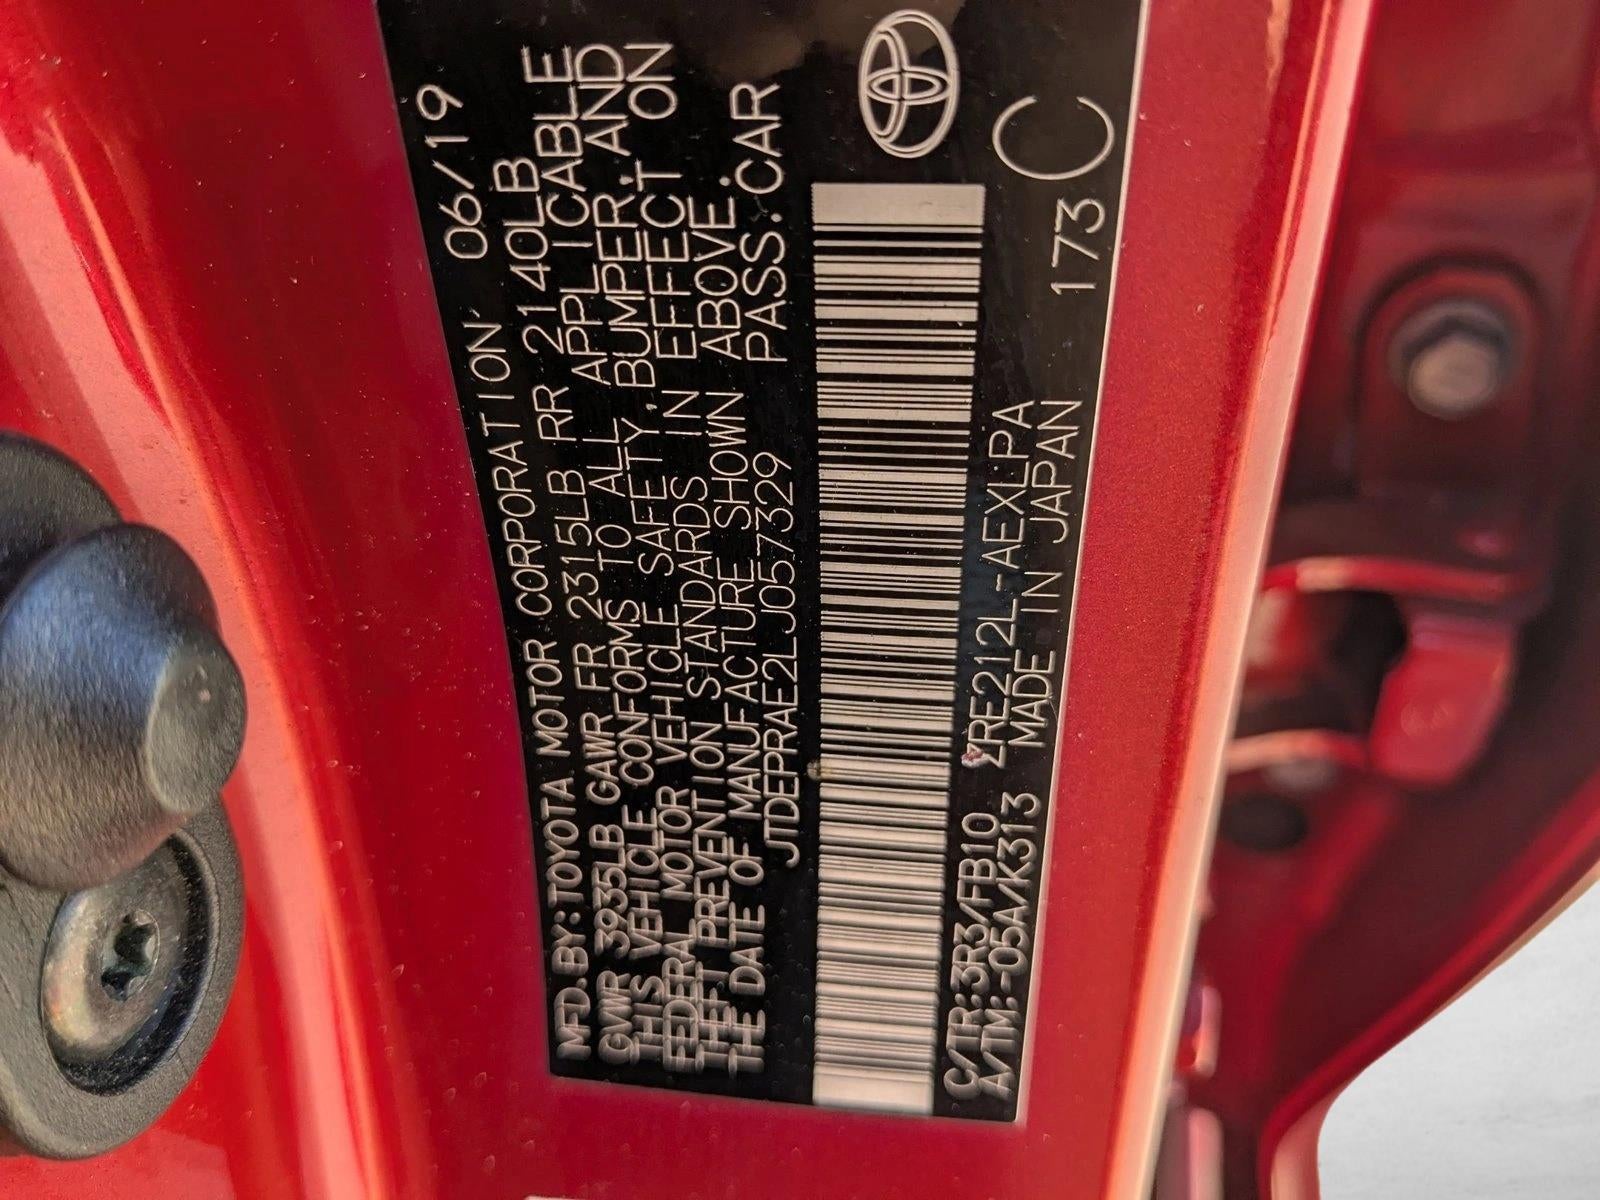 MFD.BY:TOYOTA MOTOR CORPORATION 06/19
GVWR 3935LB GAWR FR 2315LB RR 2140LB
THIS VEHICLE CONFORMS TO ALL APPLICABLE
FEDERAL MOTOR VEHICLE SAFETY, BUMPER, AND
THEFT PREVENTION STANDARDS IN EFFECT ON
THE DATE OF MANUFACTURE SHOWN ABOVE.
JTDEPRAE2LJ057329 PASS.CAR
C/TR:3R3/FB10 ZRE212L-AEXLPA
A/TM:-05A/K313 MADE IN JAPAN 173 C